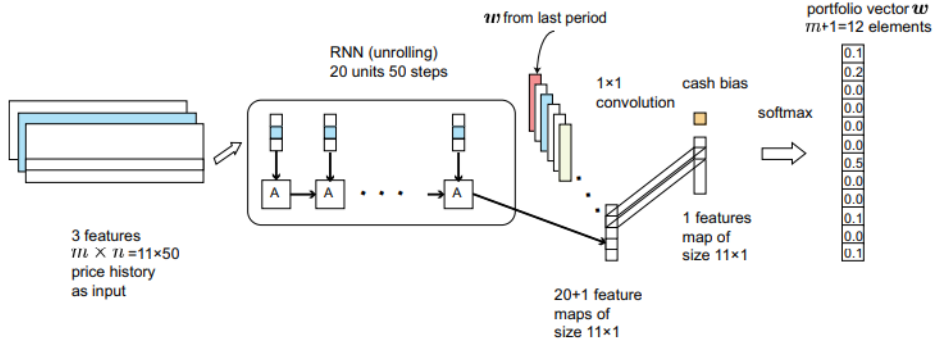 portfolio vector w
m+1=12 elements
w from last period
RNN (unrolling)
20 units 50 steps
1×1
convolution
cash bias
softmax
A
A
· · ·
A
3 features
m × n =11×50
price history
as input
20+1 feature
maps of
size 11×1
1 features
map of
size 11×1
0.1
0.2
0.0
0.0
0.0
0.0
0.5
0.0
0.0
0.1
0.0
0.1